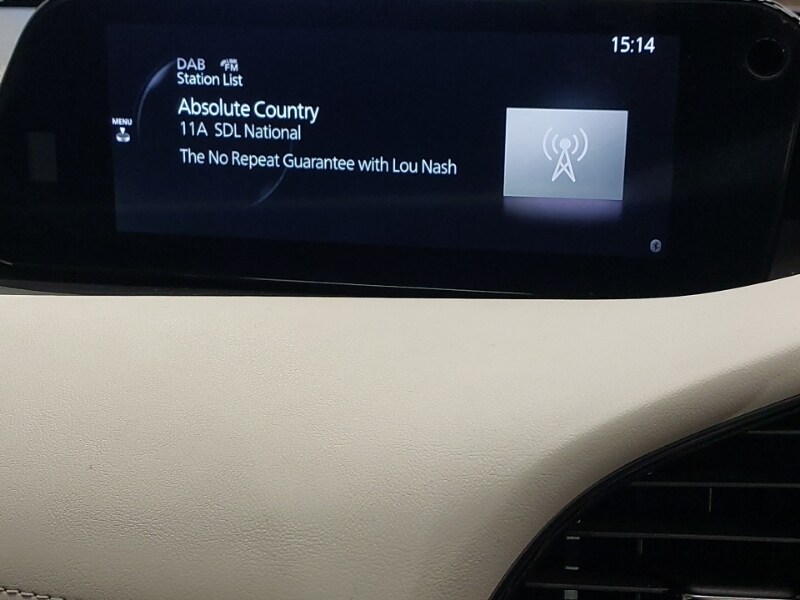 15:14
DAB LINK FM
Station List
Absolute Country
MENU
11A SDL National
The No Repeat Guarantee with Lou Nash